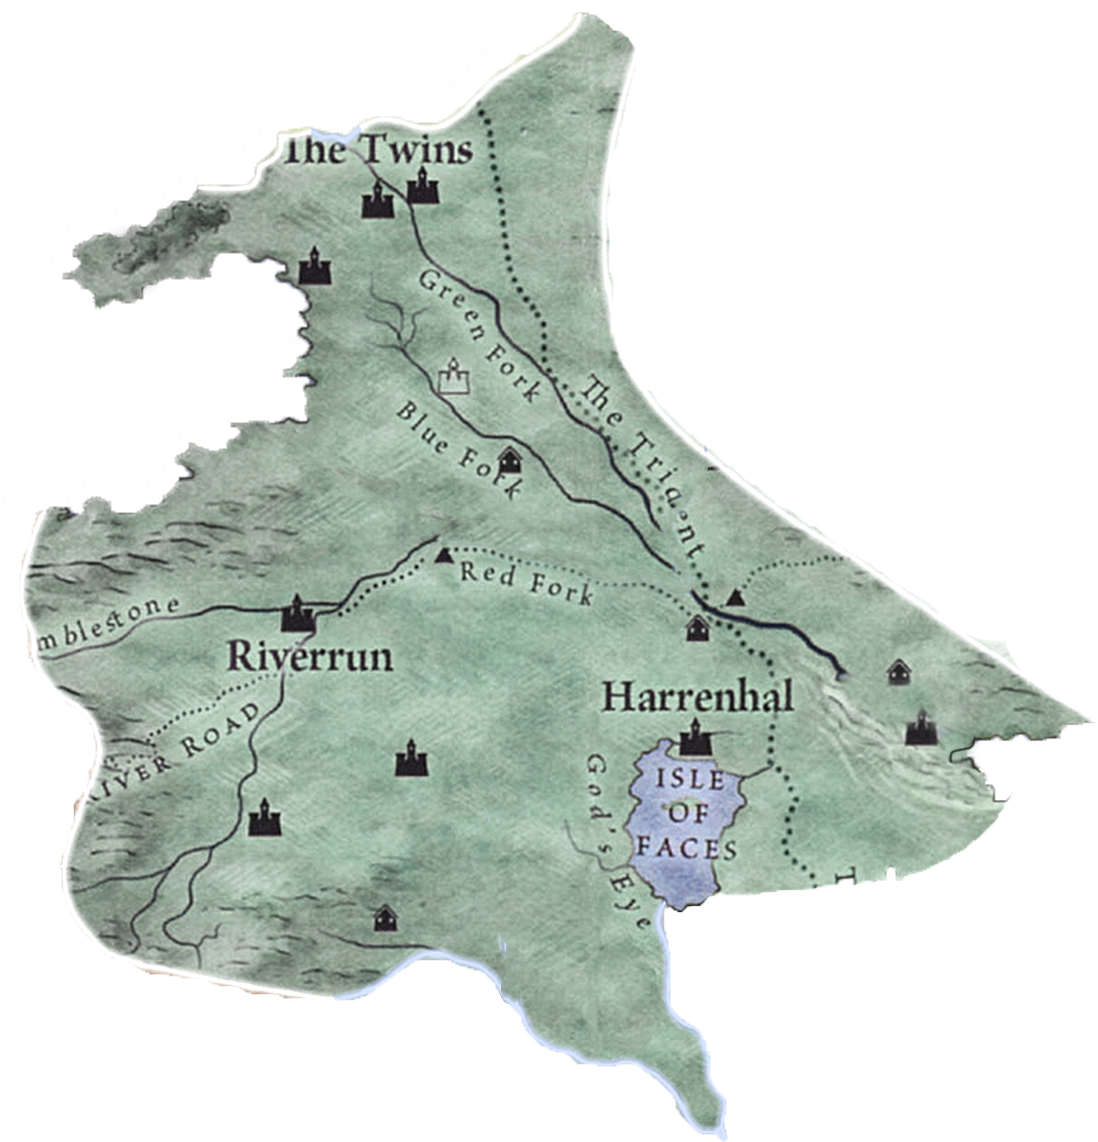 The Twins
Green Fork
The Trident
Blue Fork
Red Fork
mblestone
Riverrun
RIVER ROAD
Harrenhal
ISLE
OF
FACES
God's Eye
T